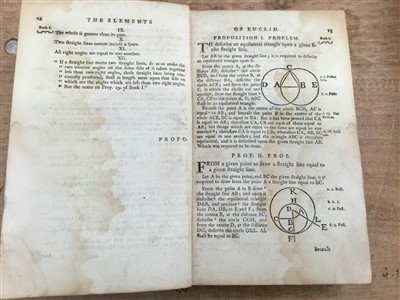 14
THE ELEMENTS
Book I.
IX.
The whole is greater than its part.
X.
Two straight lines cannot inclose a space.
XI.
All right angles are equal to one another.
XII.
"If a straight line meets two straight lines, so as to make the
" two interior angles on the same side of it taken together
" less than two right angles, these straight lines being con-
" tinually produced, shall at length meet upon that side on
" which are the angles which are less than two right angles.
" See the notes on Prop. 29. of Book I."
PROPO-
OF EUCLID.
15
PROPOSITION I. PROBLEM.
Book I.
TO describe an equilateral triangle upon a given finite
straight line.
Let AB be the given straight line; it is required to describe
an equilateral triangle upon it.
From the centre A, at the distance
AB, describe the circle
BCD, and from the centre B, at
the distance BA, describe the
circle ACE; and from the point
C, in which the circles cut one
another, draw the straight lines
CA, CB to the points A, B; ABC
shall be an equilateral triangle.
D A B E
C
Because the point A is the centre of the circle BCD, AC is
equal to AB; and because the point B is the centre of the
circle ACE, BC is equal to BA: But it has been proved that CA
is equal to AB; therefore CA, CB are each of them equal to
AB; but things which are equal to the same are equal to one
another; therefore CA is equal to CB; wherefore CA, AB, BC
are equal to one another; and the triangle ABC is therefore
equilateral, and it is described upon the given straight line AB.
Which was required to be done.
PROP. II. PROB.
FROM a given point to draw a straight line equal to
a given straight line.
Let A be the given point, and BC the given straight line; it is
required to draw from the point A a straight line equal to BC.
From the point A to B draw
the straight line AB; and upon it
describe the equilateral triangle
DAB, and produce the straight
lines DA, DB, to E and F; from
the centre B, at the distance BC,
describe the circle CGH, and
from the centre D, at the distance
DG, describe the circle GKL. AL
shall be equal to BC.
K
H
D
G
F
L
E
Because